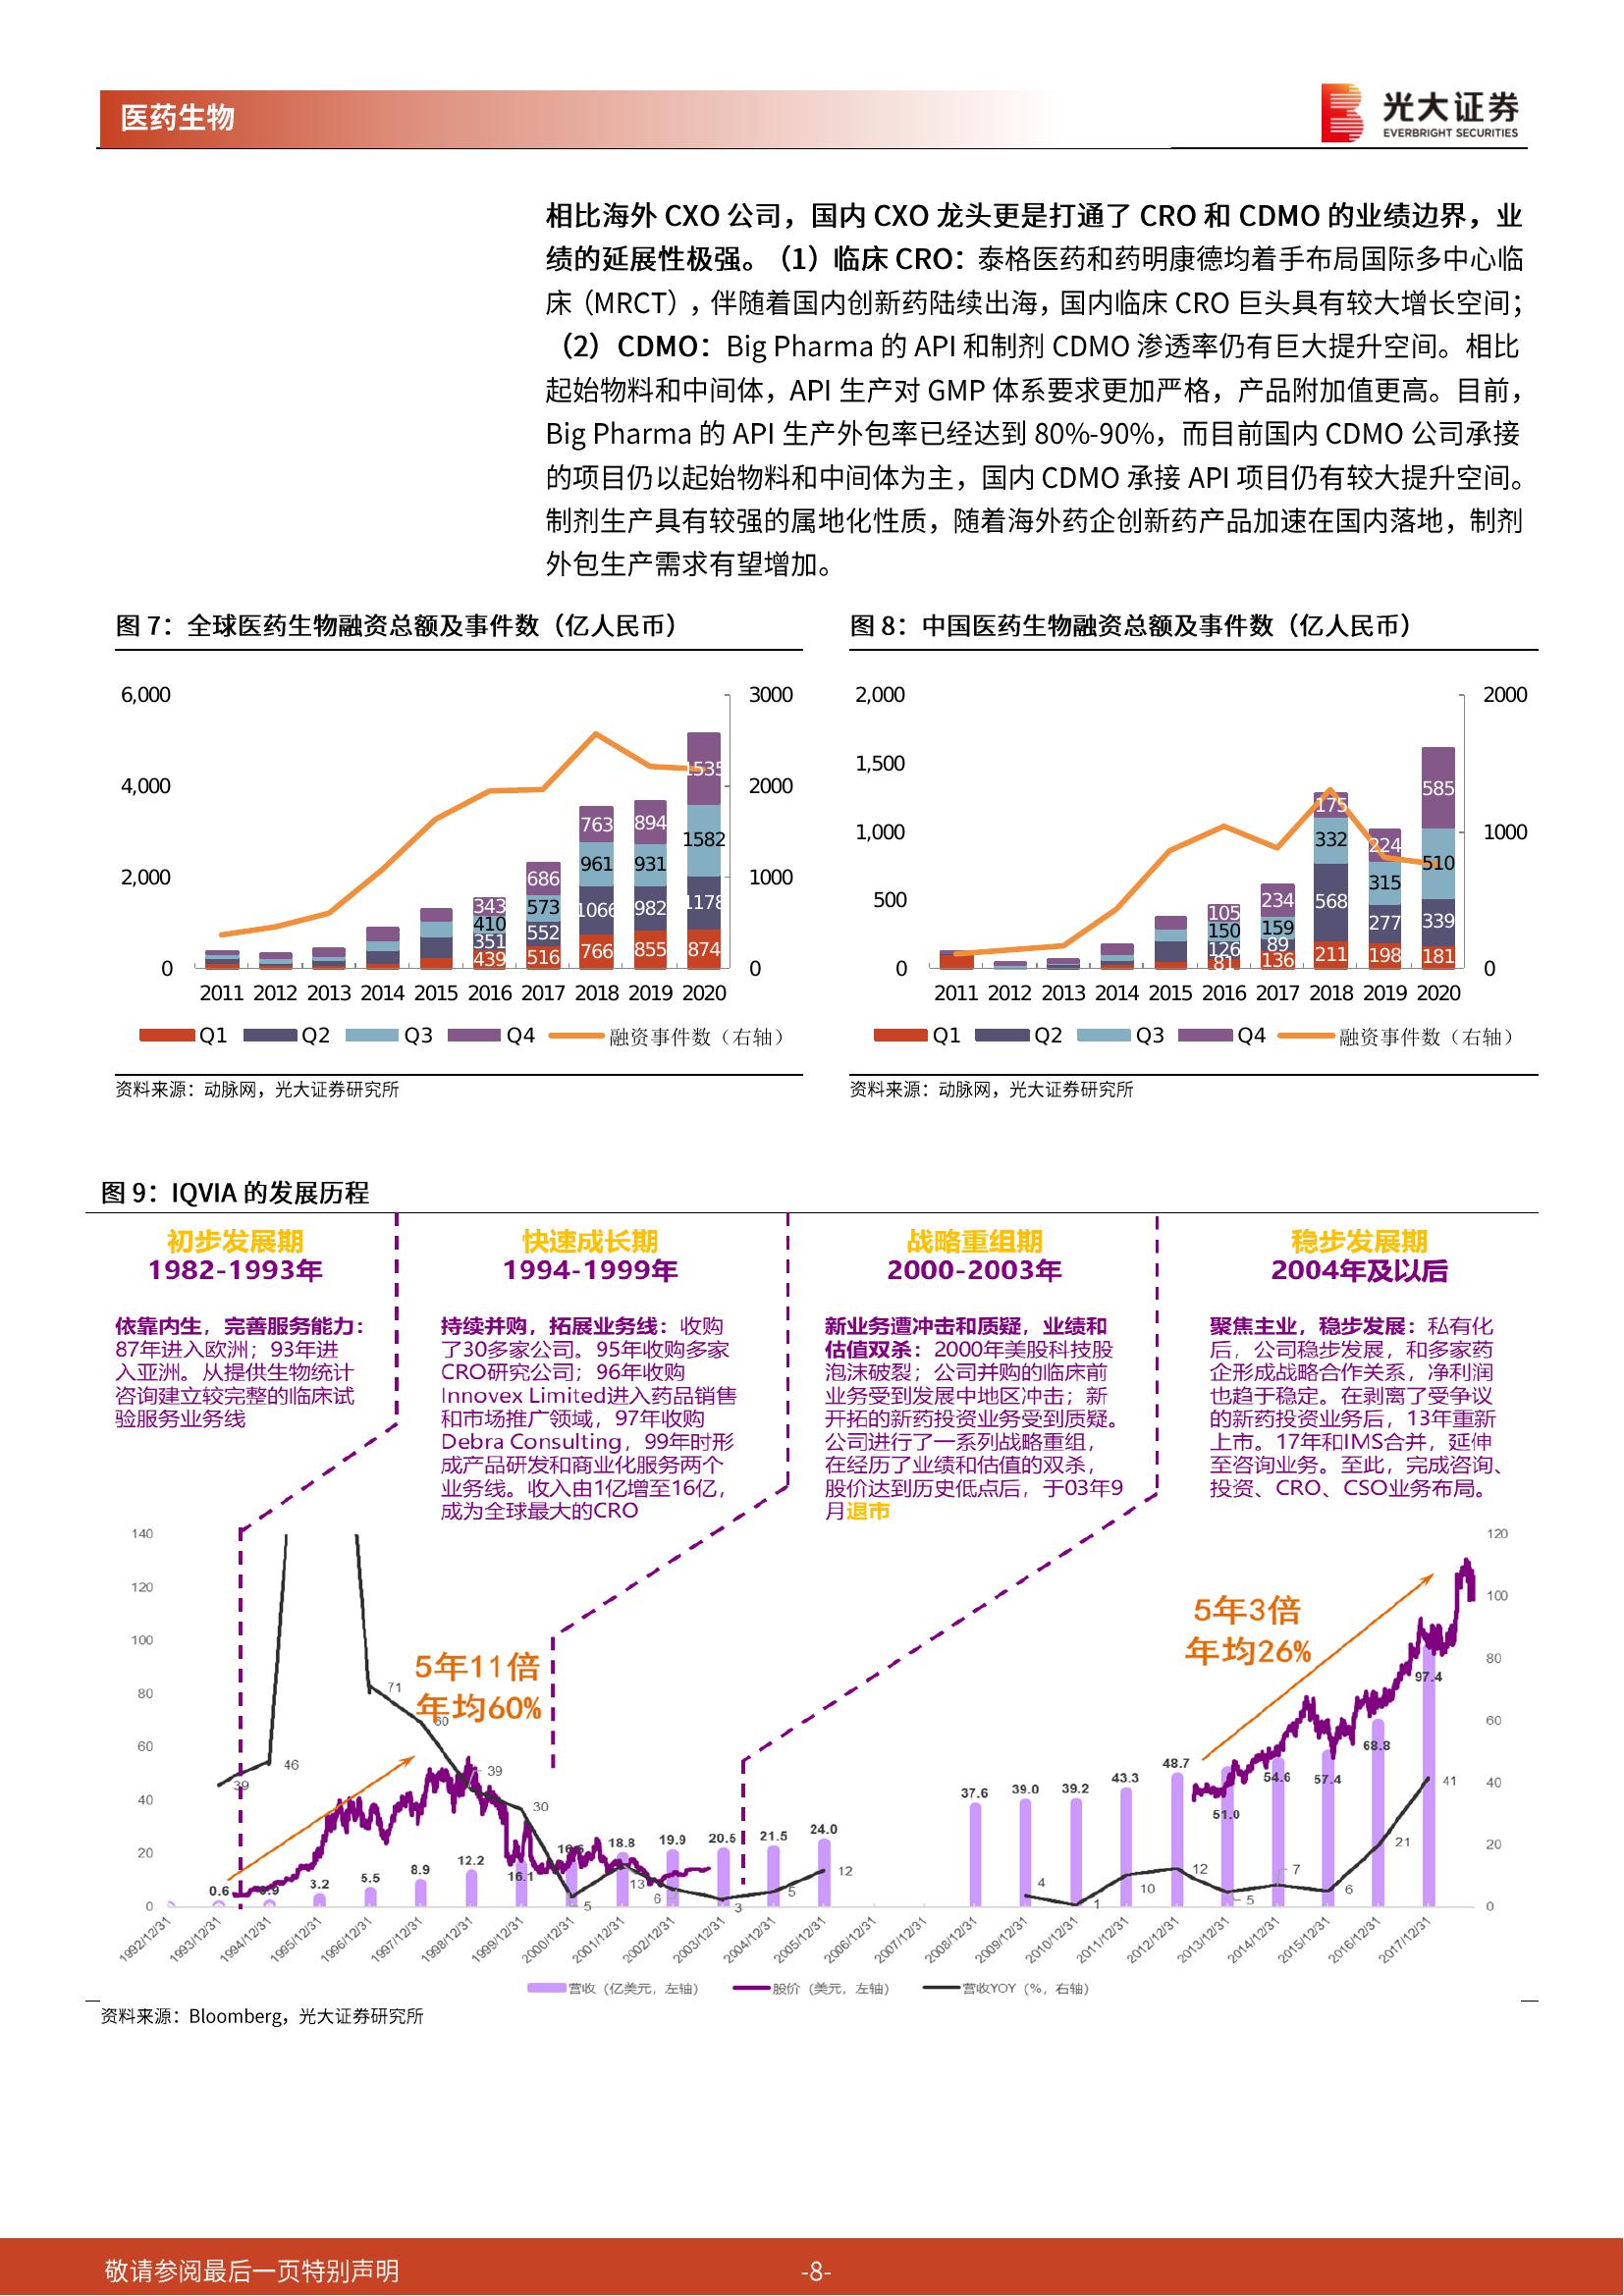 医药生物
光大证券
EVERBRIGHT SECURITIES
相比海外 CXO 公司，国内 CXO 龙头更是打通了 CRO 和 CDMO 的业绩边界，业
绩的延展性极强。（1）临床 CRO：泰格医药和药明康德均着手布局国际多中心临
床（MRCT），伴随着国内创新药陆续出海，国内临床 CRO 巨头具有较大增长空间；
（2）CDMO：Big Pharma 的 API 和制剂 CDMO 渗透率仍有巨大提升空间。相比
起始物料和中间体，API 生产对 GMP 体系要求更加严格，产品附加值更高。目前，
Big Pharma 的 API 生产外包率已经达到 80%-90%，而目前国内 CDMO 公司承接
的项目仍以起始物料和中间体为主，国内 CDMO 承接 API 项目仍有较大提升空间。
制剂生产具有较强的属地化性质，随着海外药企创新药产品加速在国内落地，制剂
外包生产需求有望增加。
图 7：全球医药生物融资总额及事件数（亿人民币）
6,000
4,000
2,000
0
3000
2000
1000
0
343
410
351
439
686
573
552
516
763
961
1066
766
894
931
982
855
1535
1582
1178
874
2011 2012 2013 2014 2015 2016 2017 2018 2019 2020
Q1 Q2 Q3 Q4 融资事件数（右轴）
资料来源：动脉网，光大证券研究所
图 8：中国医药生物融资总额及事件数（亿人民币）
2,000
1,500
1,000
500
0
2000
1000
0
105
150
126
81
234
159
89
136
175
332
568
211
224
315
277
198
585
510
339
181
2011 2012 2013 2014 2015 2016 2017 2018 2019 2020
Q1 Q2 Q3 Q4 融资事件数（右轴）
资料来源：动脉网，光大证券研究所
图 9：IQVIA 的发展历程
初步发展期
1982-1993年
依靠内生，完善服务能力：
87年进入欧洲；93年进
入亚洲。从提供生物统计
咨询建立较完整的临床试
验服务业务线
快速成长期
1994-1999年
持续并购，拓展业务线：收购
了30多家公司。95年收购多家
CRO研究公司；96年收购
Innovex Limited进入药品销售
和市场推广领域，97年收购
Debra Consulting，99年时形
成产品研发和商业化服务两个
业务线。收入由1亿增至16亿，
成为全球最大的CRO
战略重组期
2000-2003年
新业务遭冲击和质疑，业绩和
估值双杀：2000年美股科技股
泡沫破裂；公司并购的临床前
业务受到发展中地区冲击；新
开拓的新药投资业务受到质疑。
公司进行了一系列战略重组，
在经历了业绩和估值的双杀，
股价达到历史低点后，于03年9
月退市
稳步发展期
2004年及以后
聚焦主业，稳步发展：私有化
后，公司稳步发展，和多家药
企形成战略合作关系，净利润
也趋于稳定。在剥离了受争议
的新药投资业务后，13年重新
上市。17年和IMS合并，延伸
至咨询业务。至此，完成咨询、
投资、CRO、CSO业务布局。
140
120
100
80
60
40
20
0
120
100
80
60
40
20
0
5年11倍
年均60%
5年3倍
年均26%
39
46
71
60
39
30
5
13
6
3
5
12
4
1
10
12
5
7
6
21
41
0.6
0.9
3.2
5.5
8.9
12.2
16.1
16.6
18.8
19.9
20.5
21.5
24.0
37.6
39.0
39.2
43.3
48.7
51.0
54.6
57.4
68.8
97.4
1992/12/31 1993/12/31 1994/12/31 1995/12/31 1996/12/31 1997/12/31 1998/12/31 1999/12/31 2000/12/31 2001/12/31 2002/12/31 2003/12/31 2004/12/31 2005/12/31 2006/12/31 2007/12/31 2008/12/31 2009/12/31 2010/12/31 2011/12/31 2012/12/31 2013/12/31 2014/12/31 2015/12/31 2016/12/31 2017/12/31
营收（亿美元，左轴） 股价（美元，左轴） 营收YOY（%，右轴）
资料来源：Bloomberg，光大证券研究所
敬请参阅最后一页特别声明
-8-